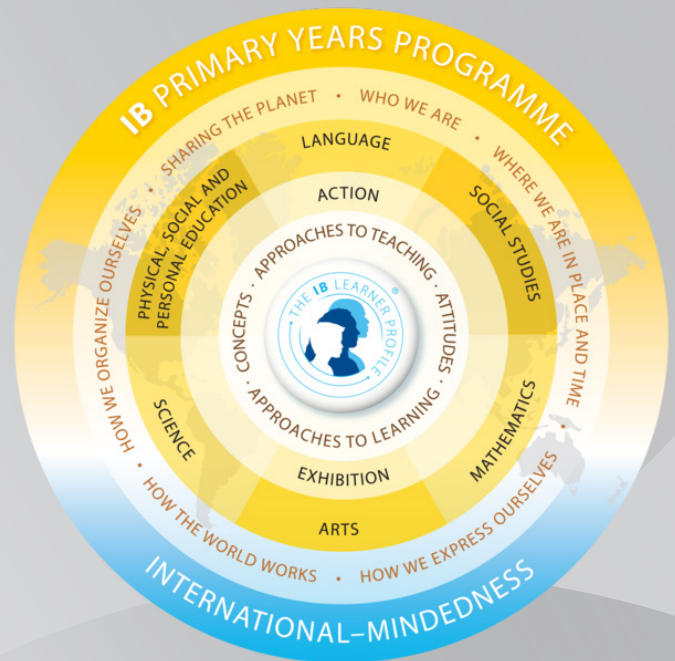 IB PRIMARY YEARS PROGRAMME
SHARING THE PLANET • WHO WE ARE • WHERE WE ARE IN PLACE AND TIME • HOW WE EXPRESS OURSELVES • HOW THE WORLD WORKS • HOW WE ORGANIZE OURSELVES •
LANGUAGE
SOCIAL STUDIES
MATHEMATICS
ARTS
SCIENCE
PHYSICAL, SOCIAL AND
PERSONAL EDUCATION
ACTION
EXHIBITION
APPROACHES TO TEACHING · ATTITUDES · APPROACHES TO LEARNING · CONCEPTS ·
THE IB LEARNER PROFILE ®
INTERNATIONAL–MINDEDNESS